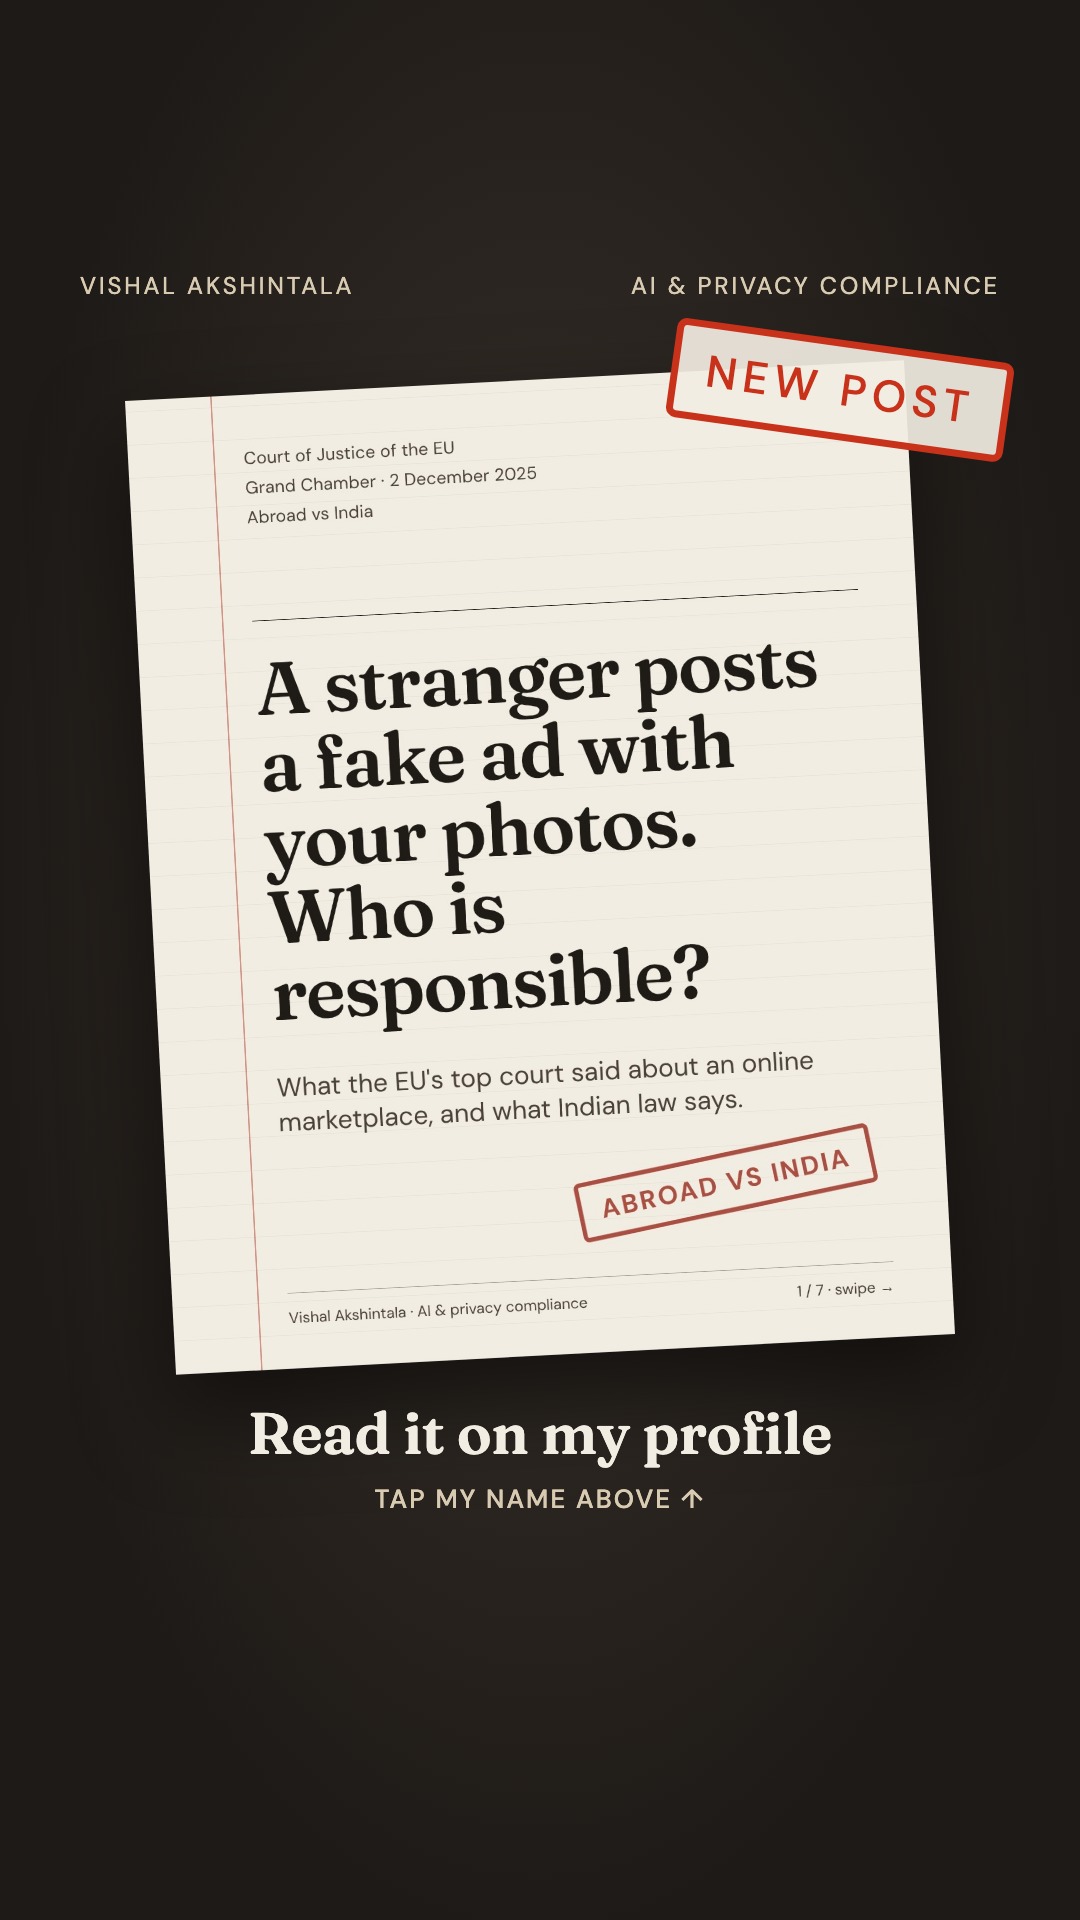 VISHAL AKSHINTALA
AI & PRIVACY COMPLIANCE
NEW POST
Court of Justice of the EU
Grand Chamber · 2 December 2025
Abroad vs India
A stranger posts
a fake ad with
your photos.
Who is
responsible?
What the EU's top court said about an online
marketplace, and what Indian law says.
ABROAD VS INDIA
Vishal Akshintala · AI & privacy compliance
1 / 7 · swipe →
Read it on my profile
TAP MY NAME ABOVE ↑